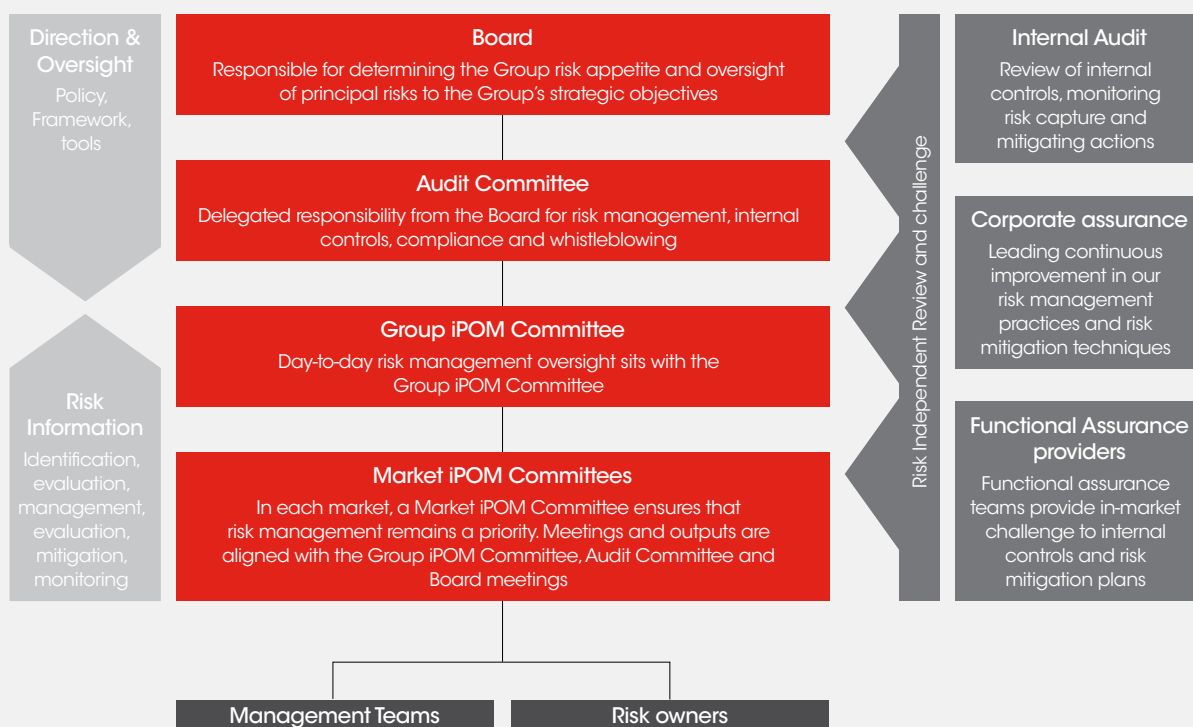 Direction &
Oversight
Policy,
Framework,
tools
Risk
Information
Identification,
evaluation,
management,
evaluation,
mitigation,
monitoring
Board
Responsible for determining the Group risk appetite and oversight
of principal risks to the Group's strategic objectives
Audit Committee
Delegated responsibility from the Board for risk management, internal
controls, compliance and whistleblowing
Group iPOM Committee
Day-to-day risk management oversight sits with the
Group iPOM Committee
Market iPOM Committees
In each market, a Market iPOM Committee ensures that
risk management remains a priority. Meetings and outputs are
aligned with the Group iPOM Committee, Audit Committee and
Board meetings
Management Teams
Risk owners
Risk Independent Review and challenge
Internal Audit
Review of internal
controls, monitoring
risk capture and
mitigating actions
Corporate assurance
Leading continuous
improvement in our
risk management
practices and risk
mitigation techniques
Functional Assurance
providers
Functional assurance
teams provide in-market
challenge to internal
controls and risk
mitigation plans